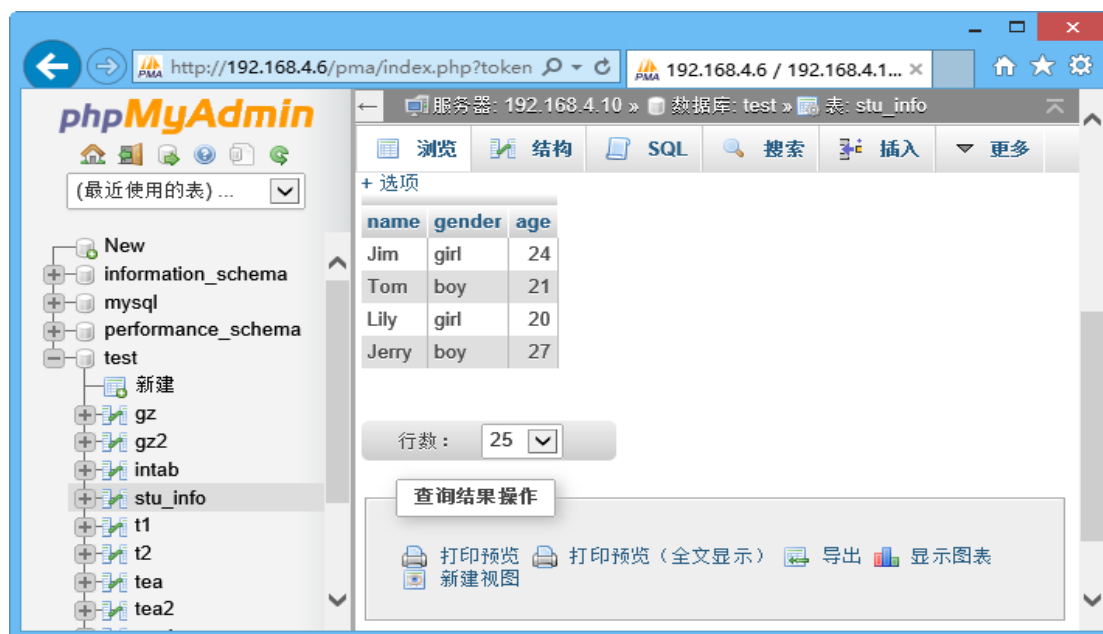 http://192.168.4.6/pma/index.php?token
192.168.4.6 / 192.168.4.1...
phpMyAdmin
(最近使用的表) ...
New
information_schema
mysql
performance_schema
test
新建
gz
gz2
intab
stu_info
t1
t2
tea
tea2
服务器: 192.168.4.10 » 数据库: test » 表: stu_info
浏览 结构 SQL 搜索 插入 更多
+ 选项
name gender age
Jim girl 24
Tom boy 21
Lily girl 20
Jerry boy 27
行数： 25
查询结果操作
打印预览 打印预览（全文显示） 导出 显示图表
新建视图